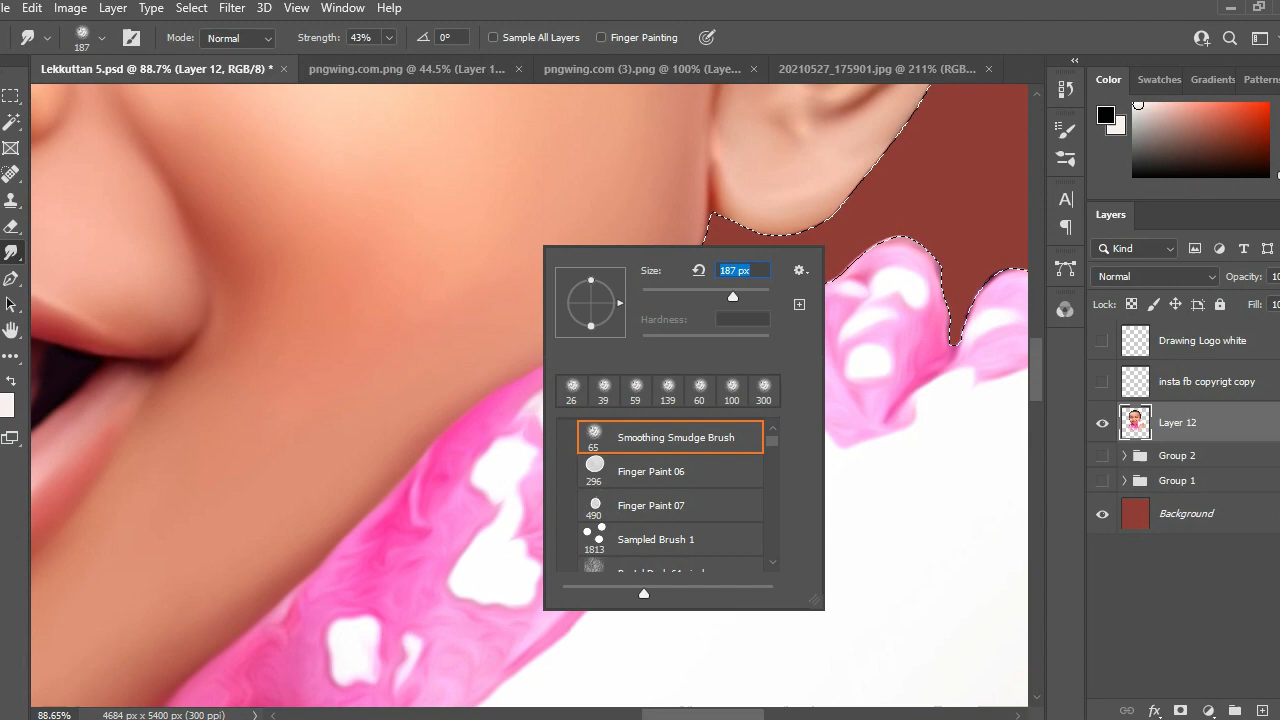 le Edit Image Layer Type Select Filter 3D View Window Help
187 Mode: Normal Strength: 43% 0° Sample All Layers Finger Painting
Lekkuttan 5.psd @ 88.7% (Layer 12, RGB/8) * × pngwing.com.png @ 44.5% (Layer 1... × pngwing.com (3).png @ 100% (Laye... × 20210527_175901.jpg @ 211% (RGB... ×
Color Swatches Gradients Patterns
Layers
Kind
Normal Opacity: 10
Lock: Fill: 10
Drawing Logo white
insta fb copyrigt copy
Layer 12
Group 2
Group 1
Background
Size: 187 px
Hardness:
26 39 59 139 60 100 300
Smoothing Smudge Brush
65
Finger Paint 06
296
Finger Paint 07
490
Sampled Brush 1
1813
88.65% 4684 px x 5400 px (300 ppi)